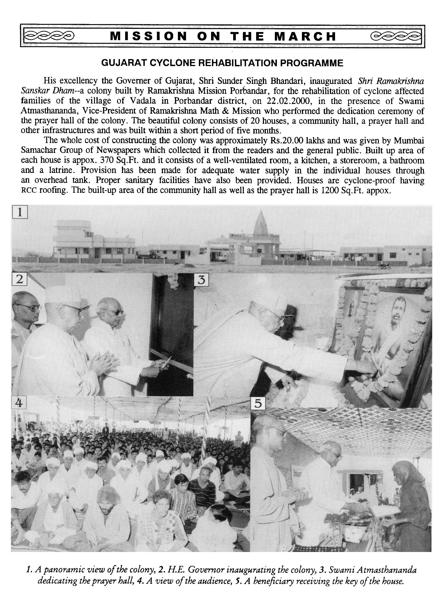 MISSION ON THE MARCH
GUJARAT CYCLONE REHABILITATION PROGRAMME
His excellency the Governor of Gujarat, Shri Sunder Singh Bhandari, inaugurated Shri Ramakrishna
Sanskar Dham--a colony built by Ramakrishna Mission Porbandar, for the rehabilitation of cyclone affected
families of the village of Vadala in Porbandar district, on 22.02.2000, in the presence of Swami
Atmasthananda, Vice-President of Ramakrishna Math & Mission who performed the dedication ceremony of
the prayer hall of the colony. The beautiful colony consists of 20 houses, a community hall, a prayer hall and
other infrastructures and was built within a short period of five months.
The whole cost of constructing the colony was approximately Rs.20.00 lakhs and was given by Mumbai
Samachar Group of Newspapers which collected it from the readers and the general public. Built up area of
each house is appox. 370 Sq.Ft. and it consists of a well-ventilated room, a kitchen, a storeroom, a bathroom
and a latrine. Provision has been made for adequate water supply in the individual houses through
an overhead tank. Proper sanitary facilities have also been provided. Houses are cyclone-proof having
RCC roofing. The built-up area of the community hall as well as the prayer hall is 1200 Sq.Ft. appox.
1
2
3
4
5
1. A panoramic view of the colony, 2. H.E. Governor inaugurating the colony, 3. Swami Atmasthananda
dedicating the prayer hall, 4. A view of the audience, 5. A beneficiary receiving the key of the house.